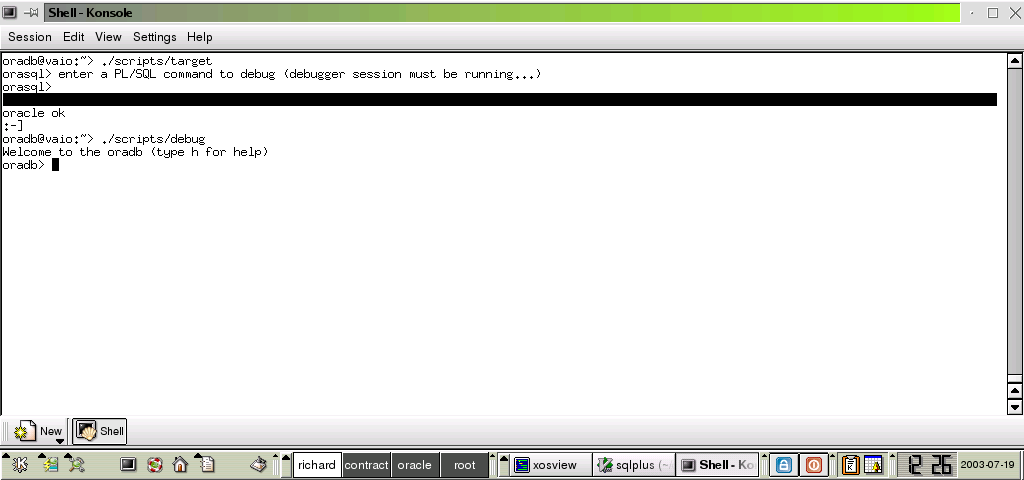 Shell - Konsole
Session Edit View Settings Help
oradb@vaio:~> ./scripts/target
orasql> enter a PL/SQL command to debug (debugger session must be running...)
orasql>
oracle ok
:-]
oradb@vaio:~> ./scripts/debug
Welcome to the oradb (type h for help)
oradb>
New Shell
richard contract oracle root xosview sqlplus (~ Shell - Ko 2 26 2003-07-19